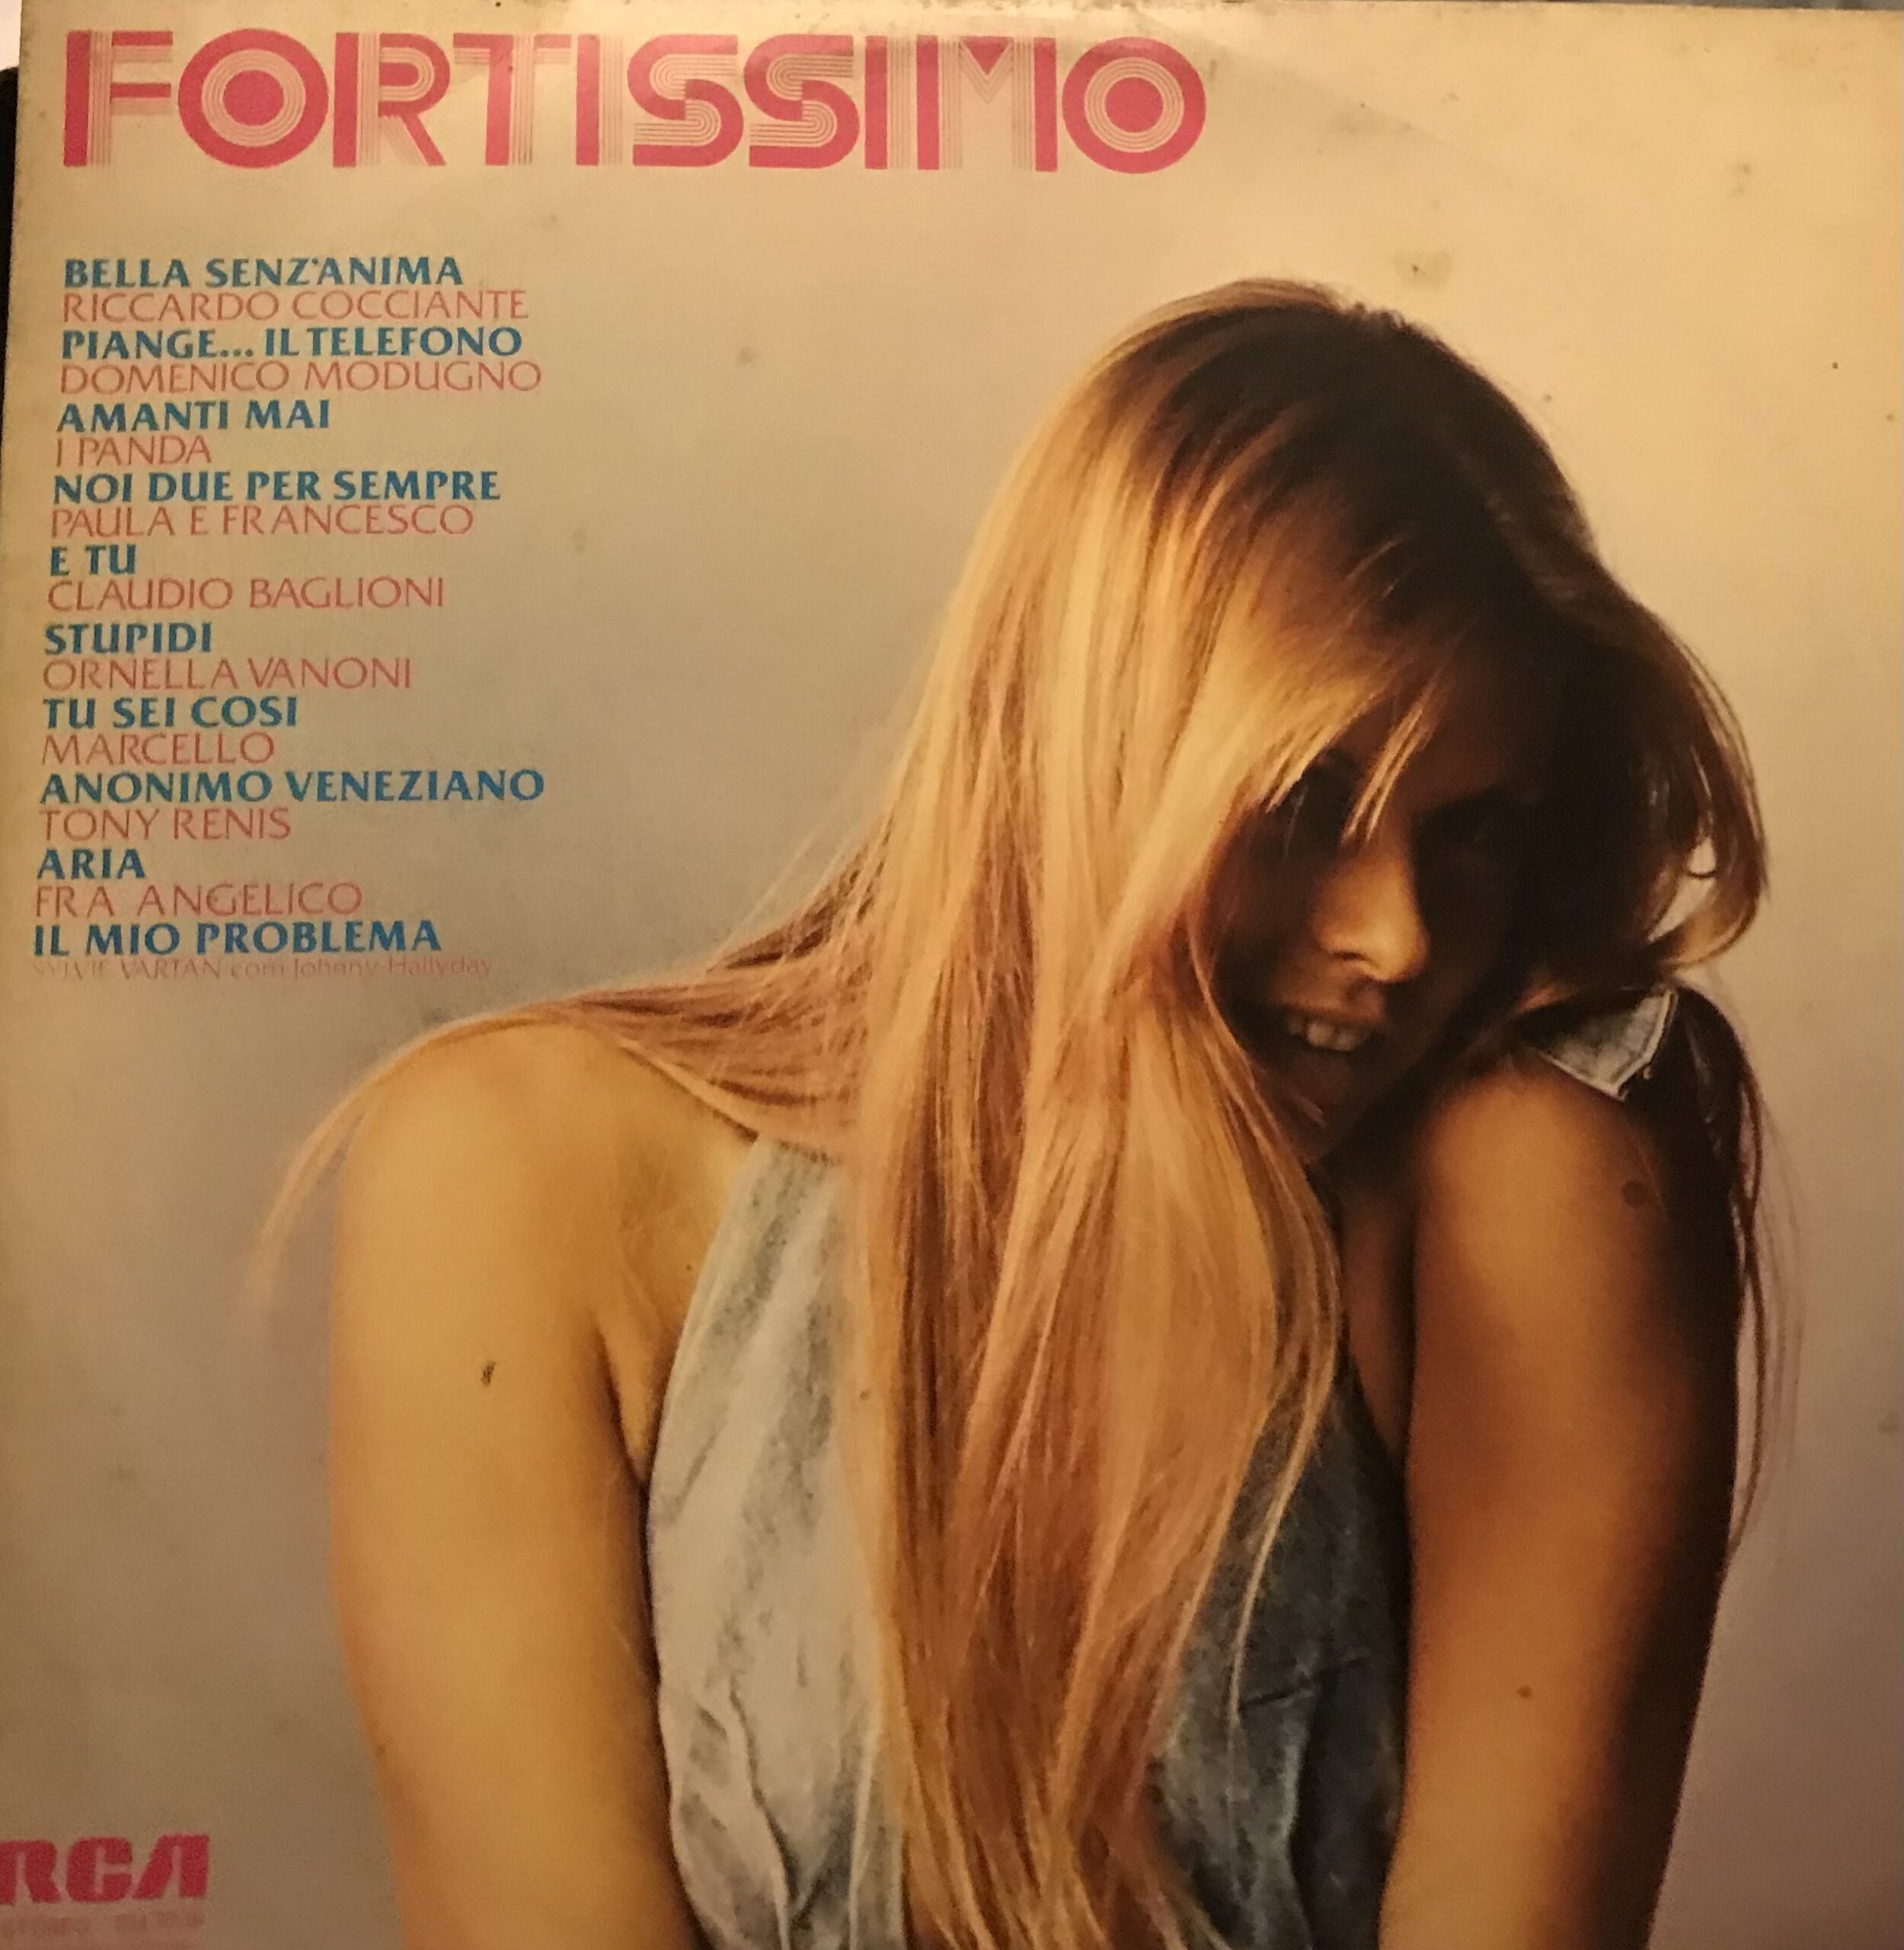 FORTISSIMO
BELLA SENZ'ANIMA
RICCARDO COCCIANTE
PIANGE... IL TELEFONO
DOMENICO MODUGNO
AMANTI MAI
I PANDA
NOI DUE PER SEMPRE
PAULA E FRANCESCO
E TU
CLAUDIO BAGLIONI
STUPIDI
ORNELLA VANONI
TU SEI COSI
MARCELLO
ANONIMO VENEZIANO
TONY RENIS
ARIA
FRA ANGELICO
IL MIO PROBLEMA
SYLVIE VARTAN com Johnny Hallyday
RCA